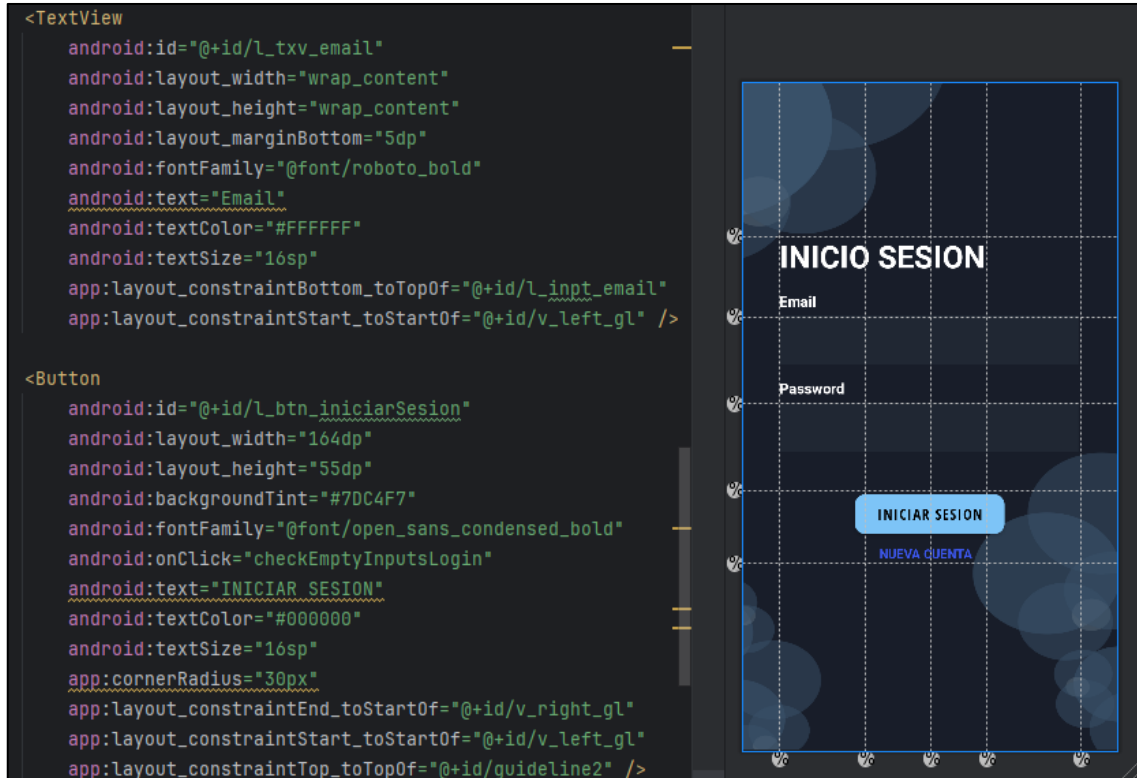 <TextView
android:id="@+id/l_txv_email"
android:layout_width="wrap_content"
android:layout_height="wrap_content"
android:layout_marginBottom="5dp"
android:fontFamily="@font/roboto_bold"
android:text="Email"
android:textColor="#FFFFFF"
android:textSize="16sp"
app:layout_constraintBottom_toTopOf="@+id/l_inpt_email"
app:layout_constraintStart_toStartOf="@+id/v_left_gl" />
<Button
android:id="@+id/l_btn_iniciarSesion"
android:layout_width="164dp"
android:layout_height="55dp"
android:backgroundTint="#7DC4F7"
android:fontFamily="@font/open_sans_condensed_bold"
android:onClick="checkEmptyInputsLogin"
android:text="INICIAR SESION"
android:textColor="#000000"
android:textSize="16sp"
app:cornerRadius="30px"
app:layout_constraintEnd_toStartOf="@+id/v_right_gl"
app:layout_constraintStart_toStartOf="@+id/v_left_gl"
app:layout_constraintTop_toTopOf="@+id/guideline2" />
%
INICIO SESION
Email
%
Password
%
%
INICIAR SESION
NUEVA CUENTA
%
% % % % %